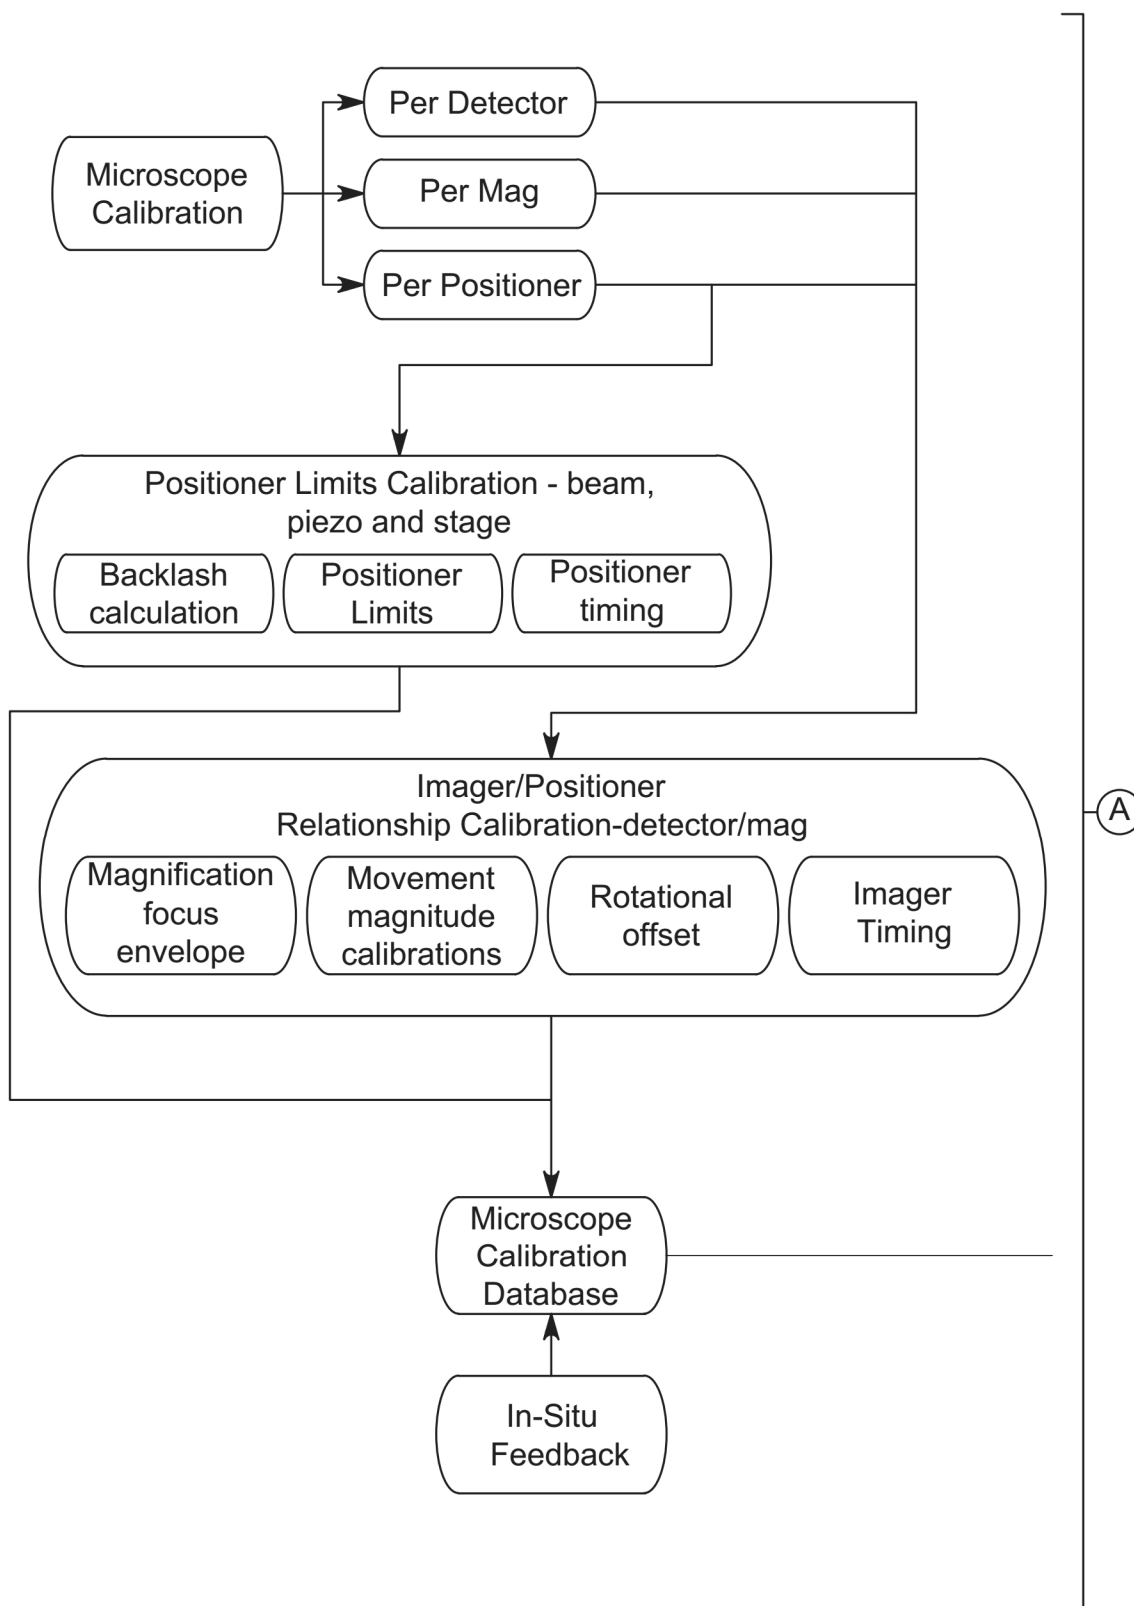 Per Detector
Microscope
Calibration
Per Mag
Per Positioner
Positioner Limits Calibration - beam,
piezo and stage
Backlash
calculation
Positioner
Limits
Positioner
timing
Imager/Positioner
Relationship Calibration-detector/mag
Magnification
focus
envelope
Movement
magnitude
calibrations
Rotational
offset
Imager
Timing
A
Microscope
Calibration
Database
In-Situ
Feedback